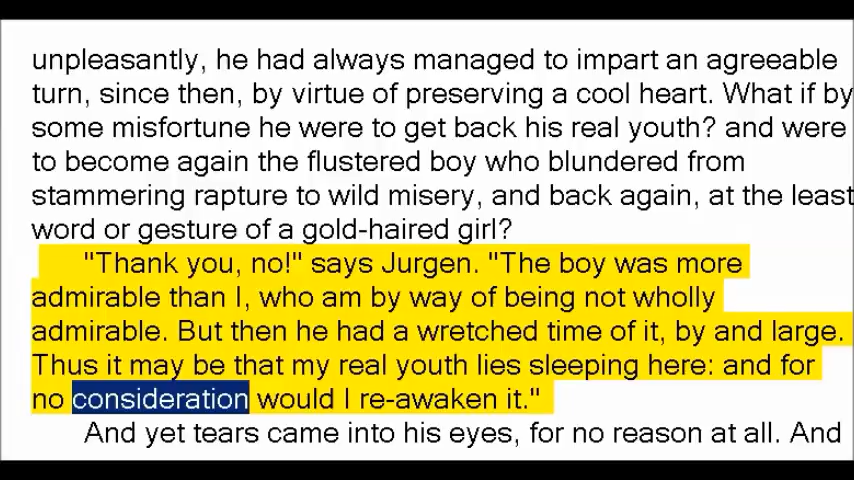 unpleasantly, he had always managed to impart an agreeable
turn, since then, by virtue of preserving a cool heart. What if by
some misfortune he were to get back his real youth? and were
to become again the flustered boy who blundered from
stammering rapture to wild misery, and back again, at the least
word or gesture of a gold-haired girl?
"Thank you, no!" says Jurgen. "The boy was more
admirable than I, who am by way of being not wholly
admirable. But then he had a wretched time of it, by and large.
Thus it may be that my real youth lies sleeping here: and for
no consideration would I re-awaken it."
And yet tears came into his eyes, for no reason at all. And